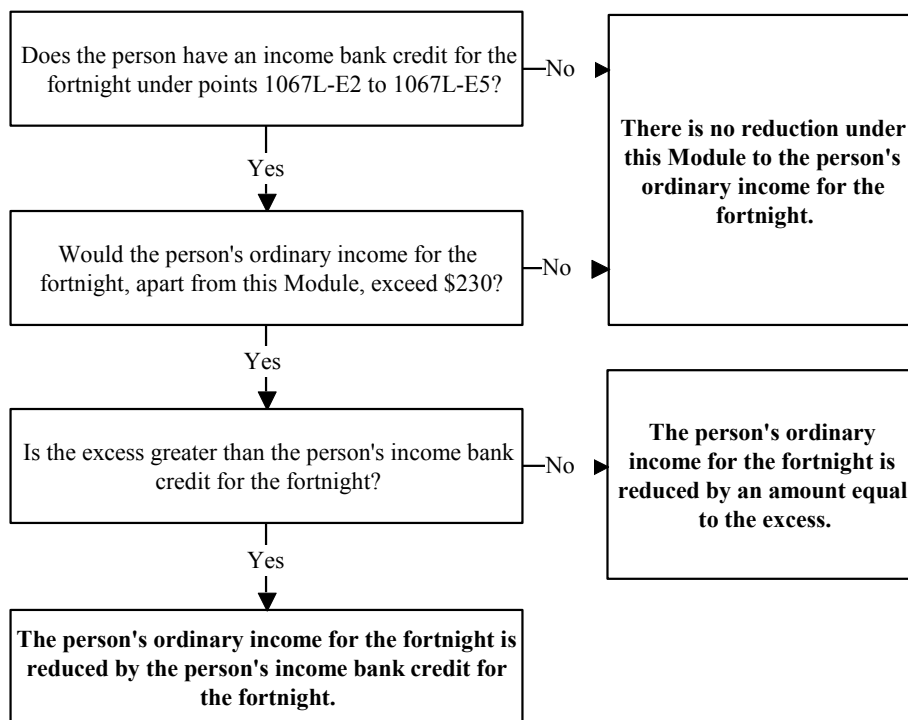 Does the person have an income bank credit for the
fortnight under points 1067L-E2 to 1067L-E5?
No
There is no reduction under
this Module to the person's
ordinary income for the
fortnight.
Yes
Would the person's ordinary income for the
fortnight, apart from this Module, exceed $230?
No
Yes
Is the excess greater than the person's income bank
credit for the fortnight?
No
The person's ordinary
income for the fortnight is
reduced by an amount equal
to the excess.
Yes
The person's ordinary income for the fortnight is
reduced by the person's income bank credit for
the fortnight.